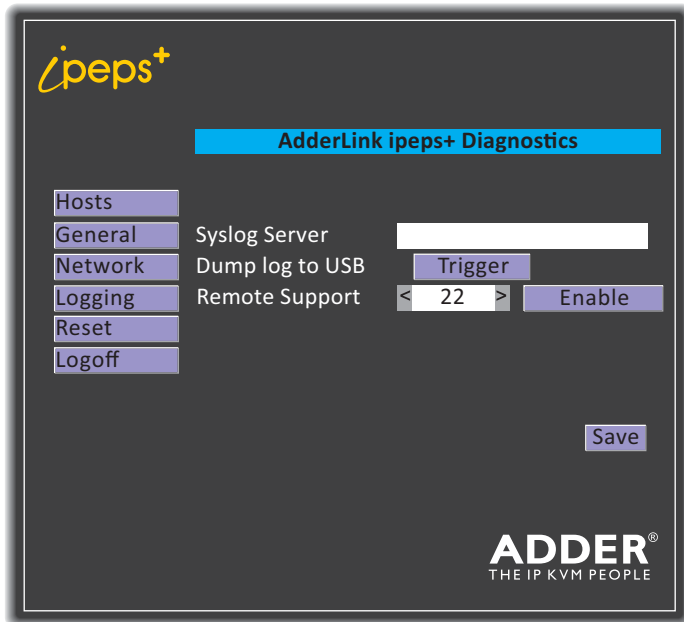 ipeps+
AdderLink ipeps+ Diagnostics
Hosts
General
Syslog Server
Network
Dump log to USB
Trigger
Logging
Remote Support
< 22 >
Enable
Reset
Logoff
Save
ADDER®
THE IP KVM PEOPLE